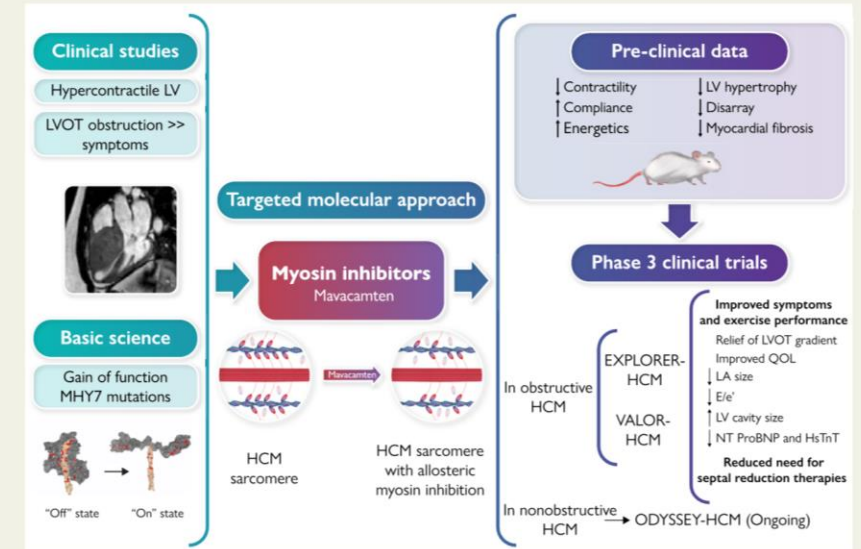 Clinical studies
Hypercontractile LV
LVOT obstruction >>
symptoms
Basic science
Gain of function
MHY7 mutations
"Off" state
"On" state
Targeted molecular approach
Myosin inhibitors
Mavacamten
Mavacamten
HCM
sarcomere
HCM sarcomere
with allosteric
myosin inhibition
Pre-clinical data
↓ Contractility
↑ Compliance
↑ Energetics
↓ LV hypertrophy
↓ Disarray
↓ Myocardial fibrosis
Phase 3 clinical trials
In obstructive
HCM
EXPLORER-
HCM
VALOR-
HCM
Improved symptoms
and exercise performance
Relief of LVOT gradient
Improved QOL
↓ LA size
↓ E/e'
↑ LV cavity size
↓ NT ProBNP and HsTnT
Reduced need for
septal reduction therapies
In nonobstructive
HCM
→ ODYSSEY-HCM (Ongoing)